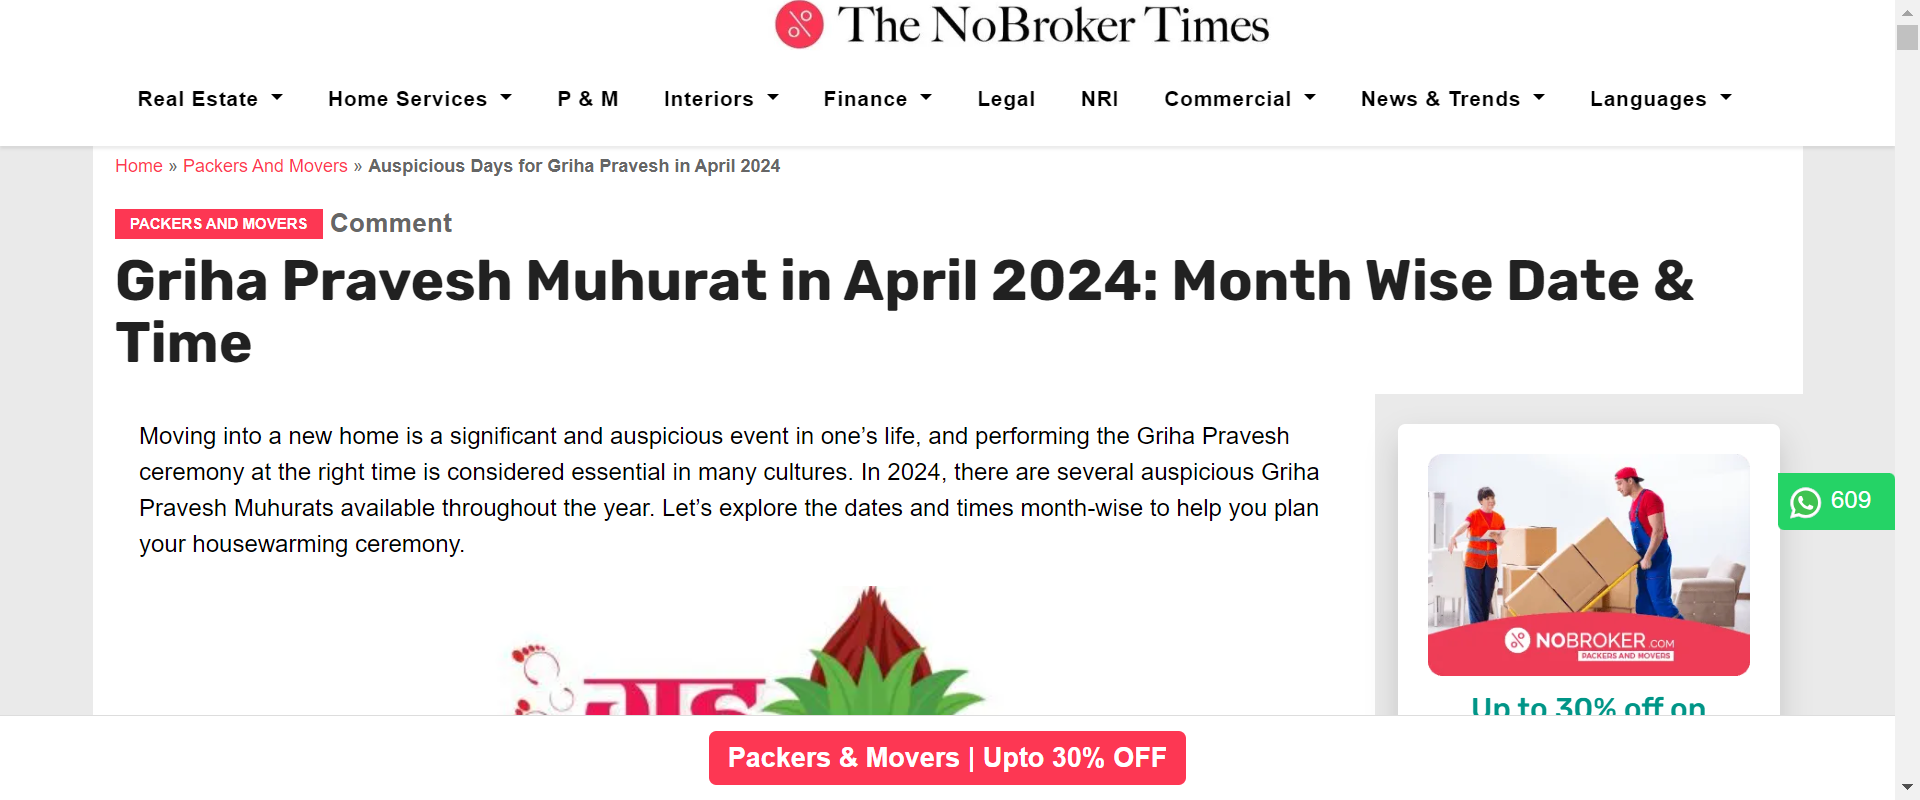 The NoBroker Times
Real Estate
Home Services
P & M
Interiors
Finance
Legal
NRI
Commercial
News & Trends
Languages
Home » Packers And Movers » Auspicious Days for Griha Pravesh in April 2024
PACKERS AND MOVERS Comment
Griha Pravesh Muhurat in April 2024: Month Wise Date &
Time
Moving into a new home is a significant and auspicious event in one’s life, and performing the Griha Pravesh
ceremony at the right time is considered essential in many cultures. In 2024, there are several auspicious Griha
Pravesh Muhurats available throughout the year. Let’s explore the dates and times month-wise to help you plan
your housewarming ceremony.
609
NOBROKER.COM
PACKERS AND MOVERS
Up to 30% off on
Packers & Movers | Upto 30% OFF